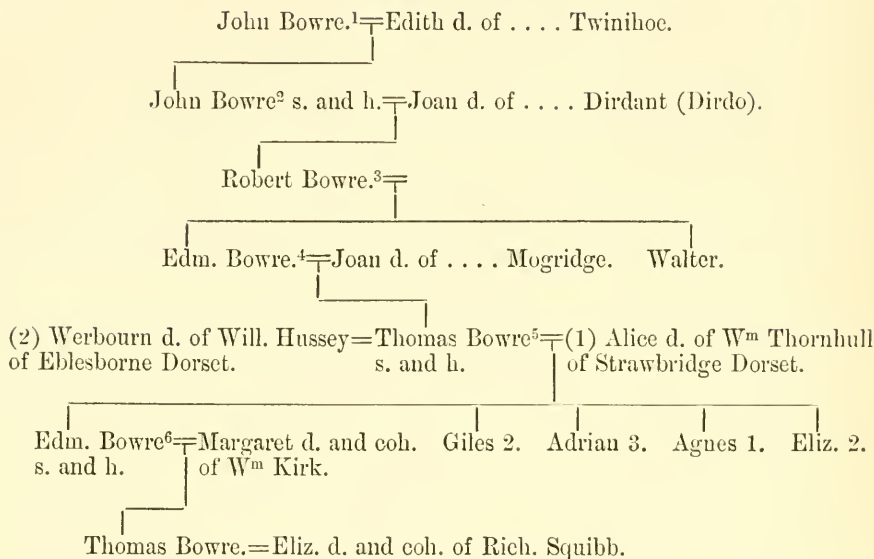 John Bowre.¹=Edith d. of . . . . Twinihoe.
John Bowre² s. and h.=Joan d. of . . . . Dirdant (Dirdo).
Robert Bowre.³=
Edm. Bowre.⁴=Joan d. of . . . . Mogridge. Walter.
(2) Werbourn d. of Will. Hussey=Thomas Bowre⁵=(1) Alice d. of Wᵐ Thornhull
of Eblesborne Dorset. s. and h. of Strawbridge Dorset.
Edm. Bowre⁶=Margaret d. and coh. Giles 2. Adrian 3. Agnes 1. Eliz. 2.
s. and h. of Wᵐ Kirk.
Thomas Bowre.=Eliz. d. and coh. of Rich. Squibb.